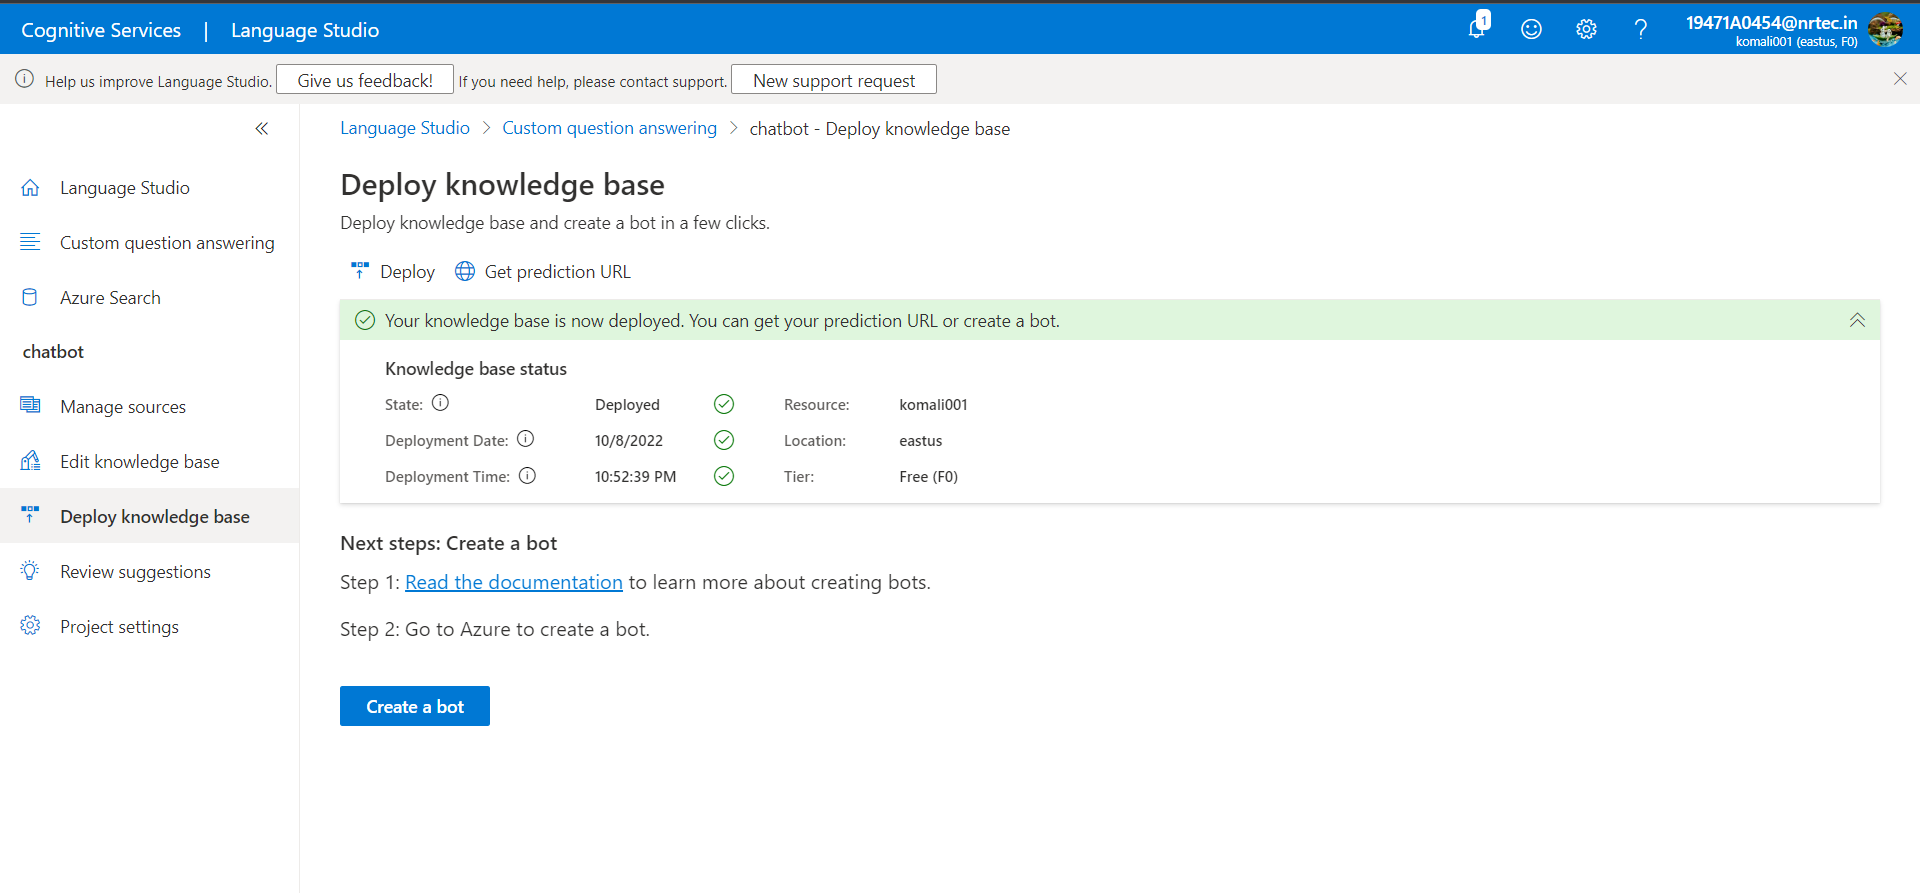 Cognitive Services | Language Studio
1
19471A0454@nrtec.in
komali001 (eastus, F0)
Help us improve Language Studio. Give us feedback! If you need help, please contact support. New support request
Language Studio > Custom question answering > chatbot - Deploy knowledge base
Language Studio
Custom question answering
Azure Search
chatbot
Manage sources
Edit knowledge base
Deploy knowledge base
Review suggestions
Project settings
Deploy knowledge base
Deploy knowledge base and create a bot in a few clicks.
Deploy Get prediction URL
Your knowledge base is now deployed. You can get your prediction URL or create a bot.
Knowledge base status
State: Deployed Resource: komali001
Deployment Date: 10/8/2022 Location: eastus
Deployment Time: 10:52:39 PM Tier: Free (F0)
Next steps: Create a bot
Step 1: Read the documentation to learn more about creating bots.
Step 2: Go to Azure to create a bot.
Create a bot